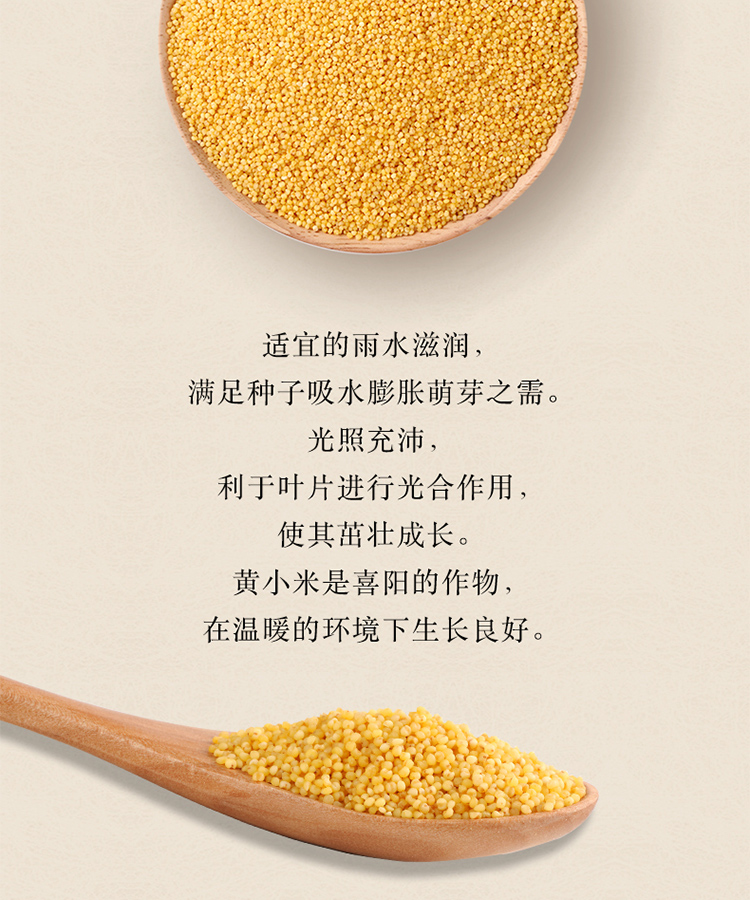 适宜的雨水滋润，
满足种子吸水膨胀萌芽之需。
光照充沛，
利于叶片进行光合作用，
使其茁壮成长。
黄小米是喜阳的作物，
在温暖的环境下生长良好。